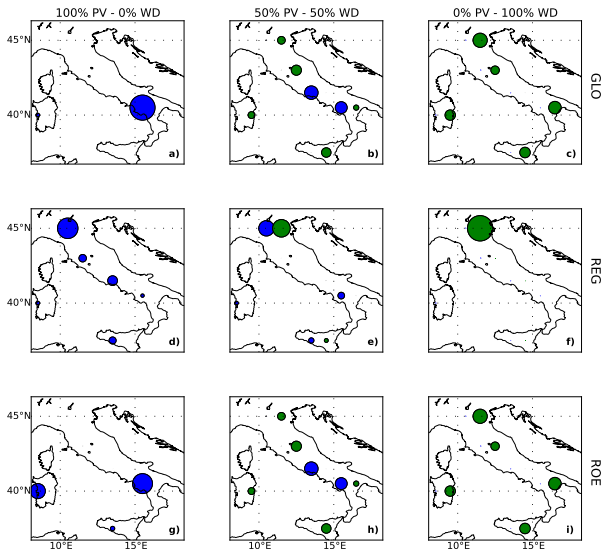 100% PV - 0% WD
50% PV - 50% WD
0% PV - 100% WD
45°N
40°N
a)
b)
c)
GLO
45°N
40°N
d)
e)
f)
REG
45°N
40°N
g)
h)
i)
ROE
10°E 15°E
10°E 15°E
10°E 15°E